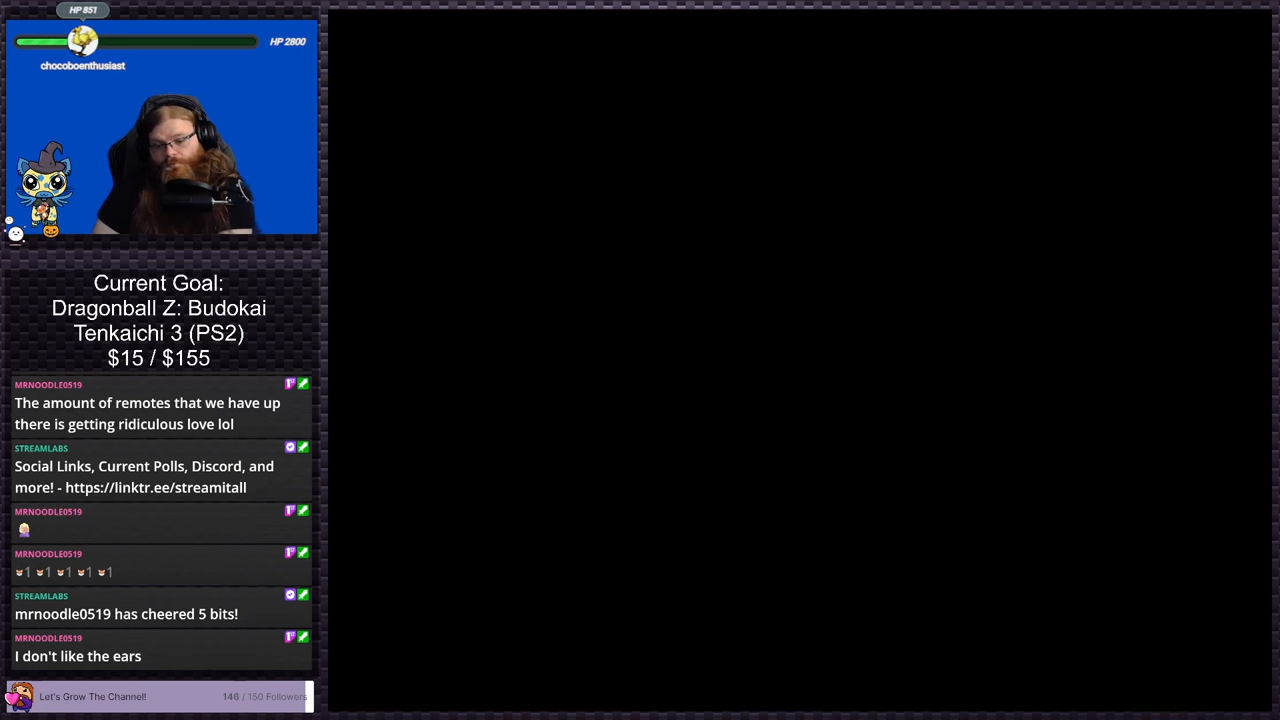 HP 851
HP 2800
chocoboenthusiast
Current Goal:
Dragonball Z: Budokai
Tenkaichi 3 (PS2)
$15 / $155
MRNOODLE0519
The amount of remotes that we have up
there is getting ridiculous love lol
STREAMLABS
Social Links, Current Polls, Discord, and
more! - https://linktr.ee/streamitall
MRNOODLE0519
MRNOODLE0519
1 1 1 1 1
STREAMLABS
mrnoodle0519 has cheered 5 bits!
MRNOODLE0519
I don't like the ears
Let's Grow The Channel! 146 / 150 Followers